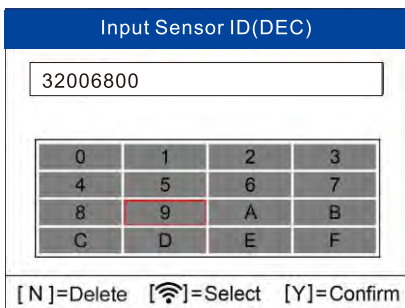 Input Sensor ID(DEC)
32006800
0 1 2 3
4 5 6 7
8 9 A B
C D E F
[N]=Delete []=Select [Y]=Confirm